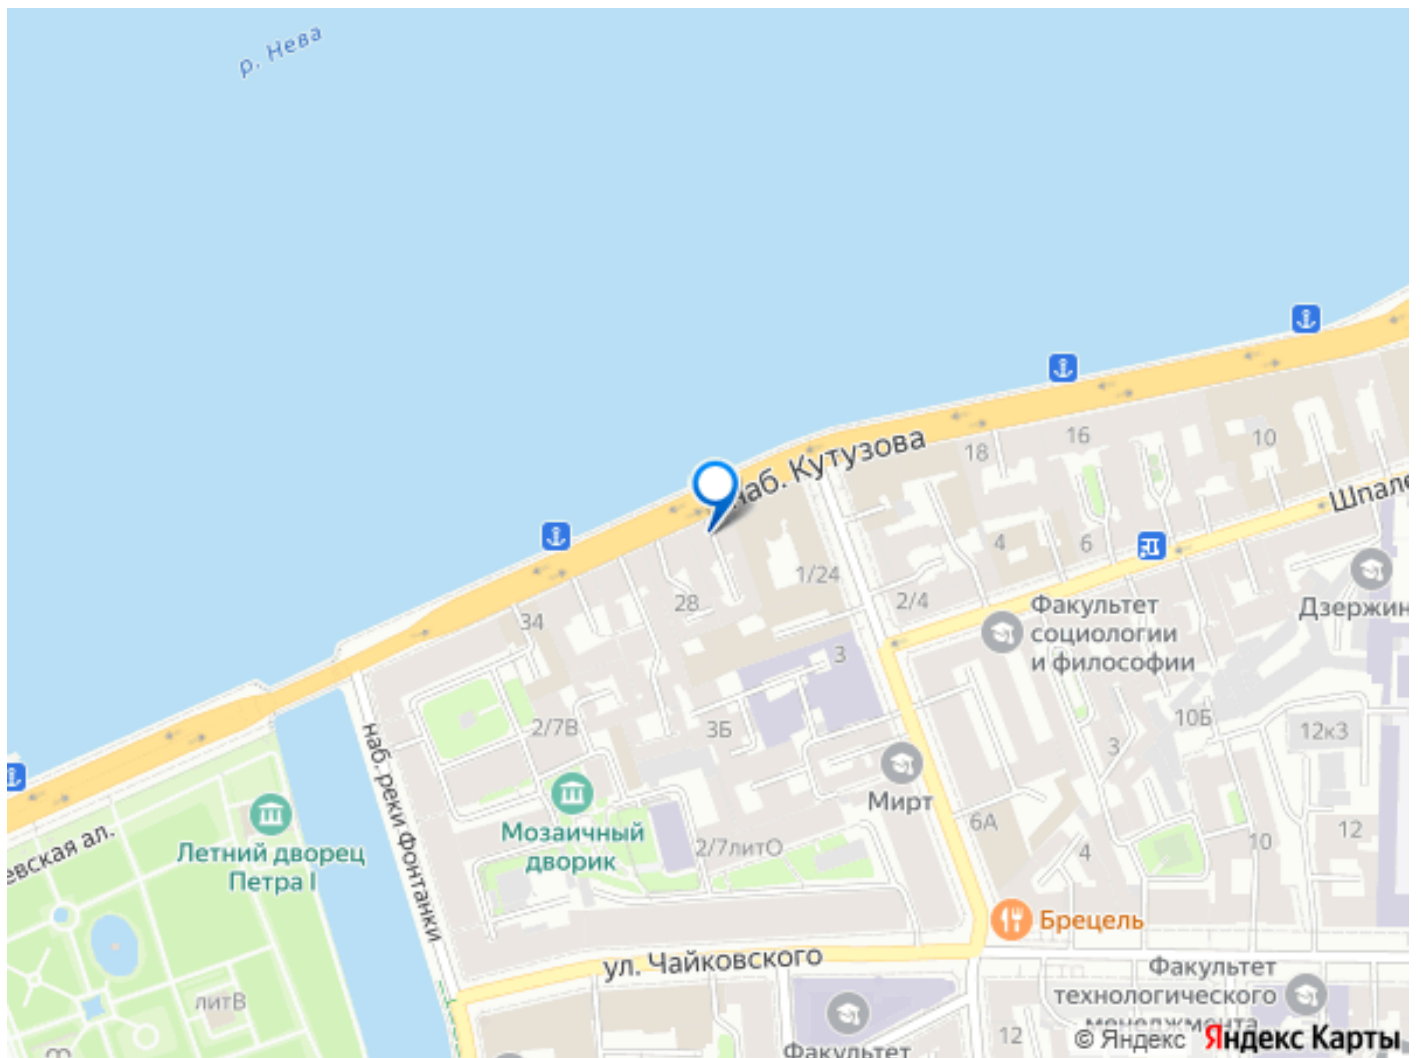 р. Нева
наб. Кутузова
18
16
10
Шпале
4
6
1/24
2/4
28
34
Факультет
социологии
и философии
Дзержин
3
2/7В
3Б
10Б
3
12к3
наб. реки фонтанки
Мирт
Мозаичный
дворик
Летний дворец
Петра I
евская ал.
2/7литО
6А
4
10
12
Брецель
ул. Чайковского
литВ
Факультет
технологического
менеджмента
12
Факультет
© Яндекс Яндекс Карты